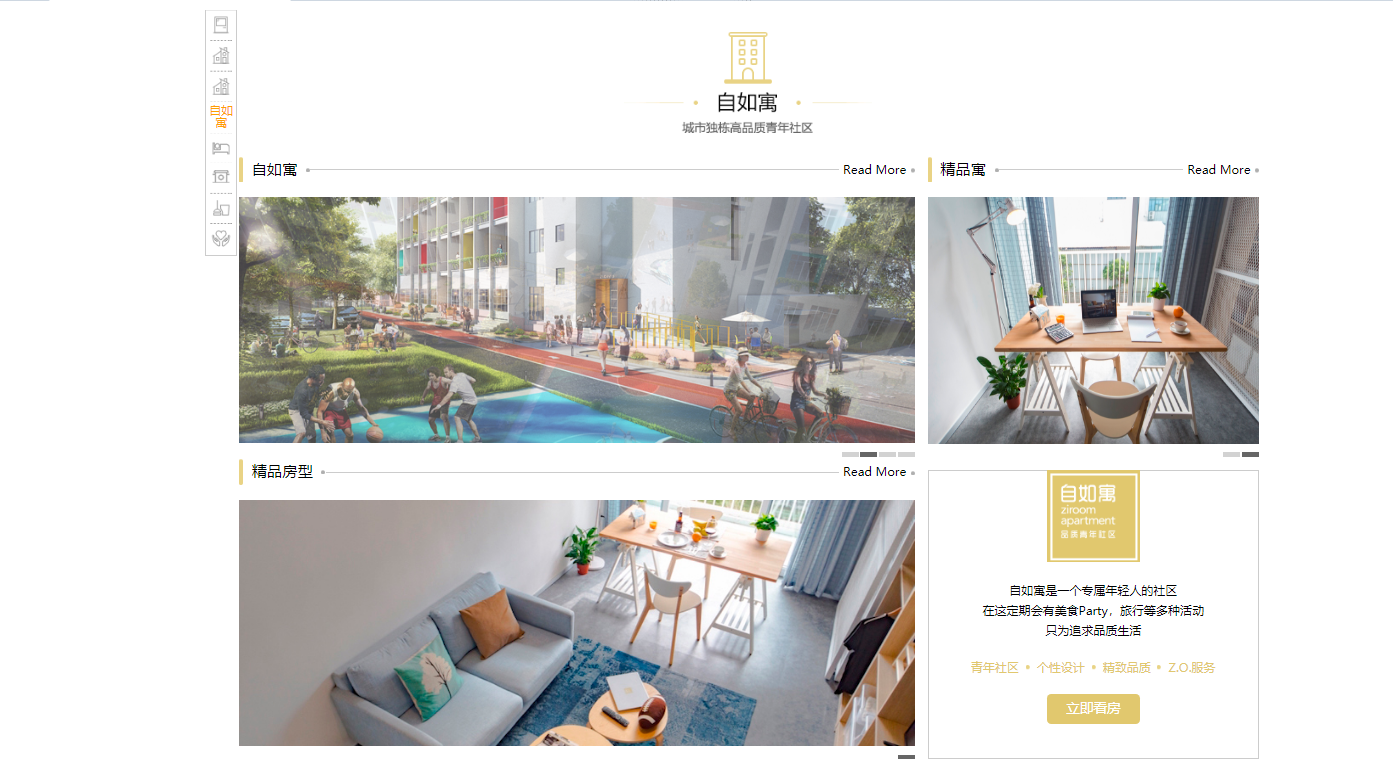 自如
寓
自如寓
城市独栋高品质青年社区
自如寓
Read More
精品寓
Read More
精品房型
Read More
自如寓
ziroom
apartment
品质青年社区
自如寓是一个专属年轻人的社区
在这定期会有美食Party，旅行等多种活动
只为追求品质生活
青年社区 • 个性设计 • 精致品质 • Z.O.服务
立即看房